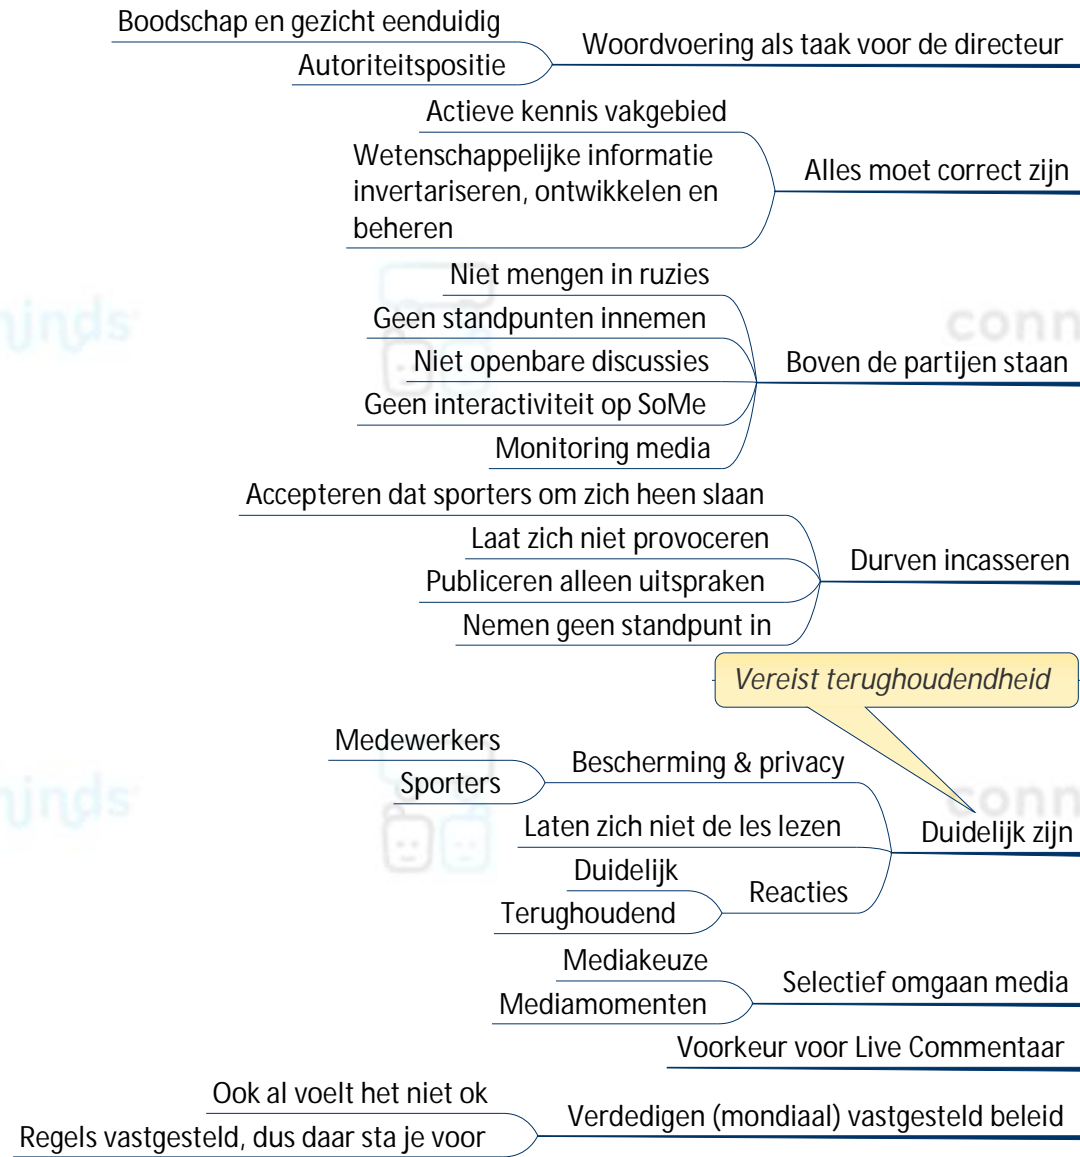 Boodschap en gezicht eenduidig
Autoriteitspositie
Woordvoering als taak voor de directeur
Actieve kennis vakgebied
Wetenschappelijke informatie
invertariseren, ontwikkelen en
beheren
Alles moet correct zijn
Niet mengen in ruzies
Geen standpunten innemen
Niet openbare discussies
Geen interactiviteit op SoMe
Monitoring media
Boven de partijen staan
conn
Accepteren dat sporters om zich heen slaan
Laat zich niet provoceren
Publiceren alleen uitspraken
Nemen geen standpunt in
Durven incasseren
Vereist terughoudendheid
Medewerkers
Sporters
Bescherming & privacy
Laten zich niet de les lezen
Duidelijk
Terughoudend
Reacties
Duidelijk zijn
conn
Mediakeuze
Mediamomenten
Selectief omgaan media
Voorkeur voor Live Commentaar
Ook al voelt het niet ok
Regels vastgesteld, dus daar sta je voor
Verdedigen (mondiaal) vastgesteld beleid